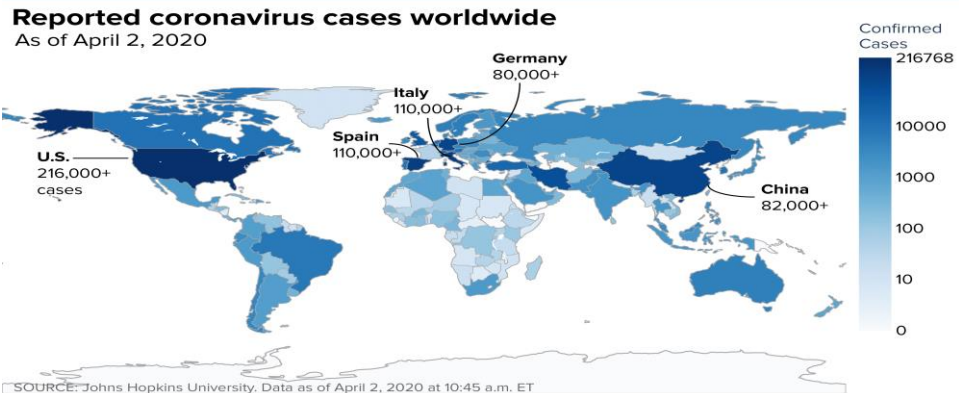 Reported coronavirus cases worldwide
As of April 2, 2020
Confirmed
Cases
216768
10000
1000
100
10
0
Germany
80,000+
Italy
110,000+
Spain
110,000+
U.S.
216,000+
cases
China
82,000+
SOURCE: Johns Hopkins University. Data as of April 2, 2020 at 10:45 a.m. ET